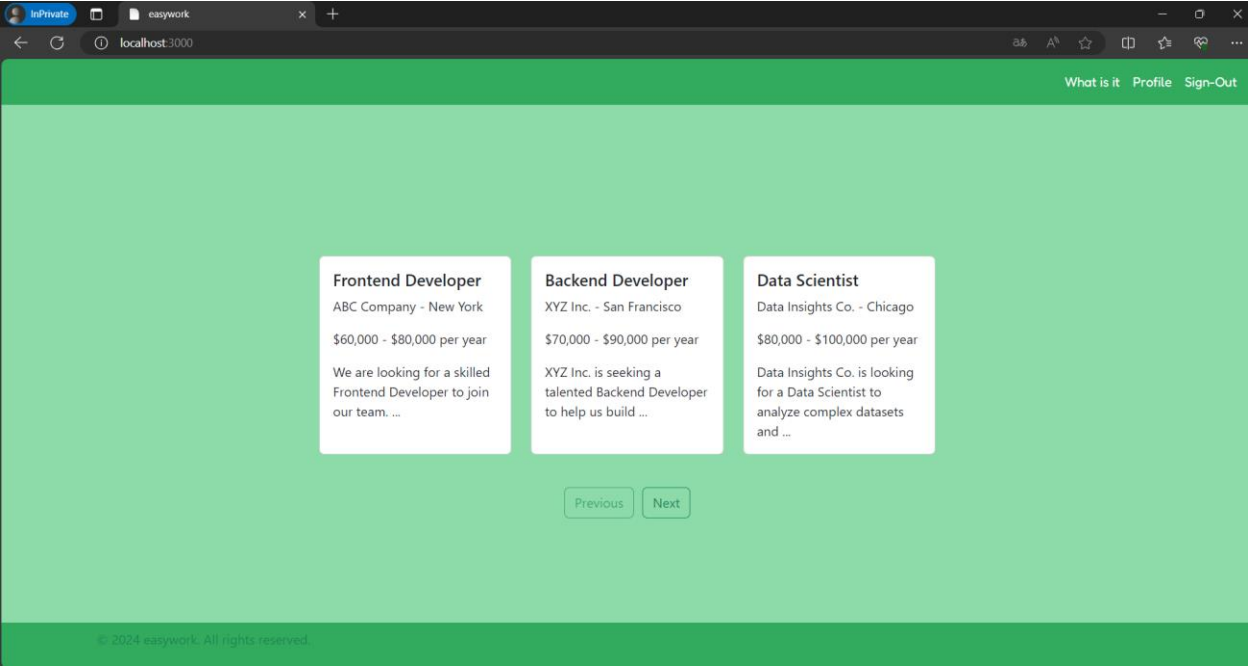 InPrivate
easywork
localhost:3000
What is it Profile Sign-Out
Frontend Developer
ABC Company - New York
$60,000 - $80,000 per year
We are looking for a skilled
Frontend Developer to join
our team. ...
Backend Developer
XYZ Inc. - San Francisco
$70,000 - $90,000 per year
XYZ Inc. is seeking a
talented Backend Developer
to help us build ...
Data Scientist
Data Insights Co. - Chicago
$80,000 - $100,000 per year
Data Insights Co. is looking
for a Data Scientist to
analyze complex datasets
and ...
Previous Next
© 2024 easywork. All rights reserved.